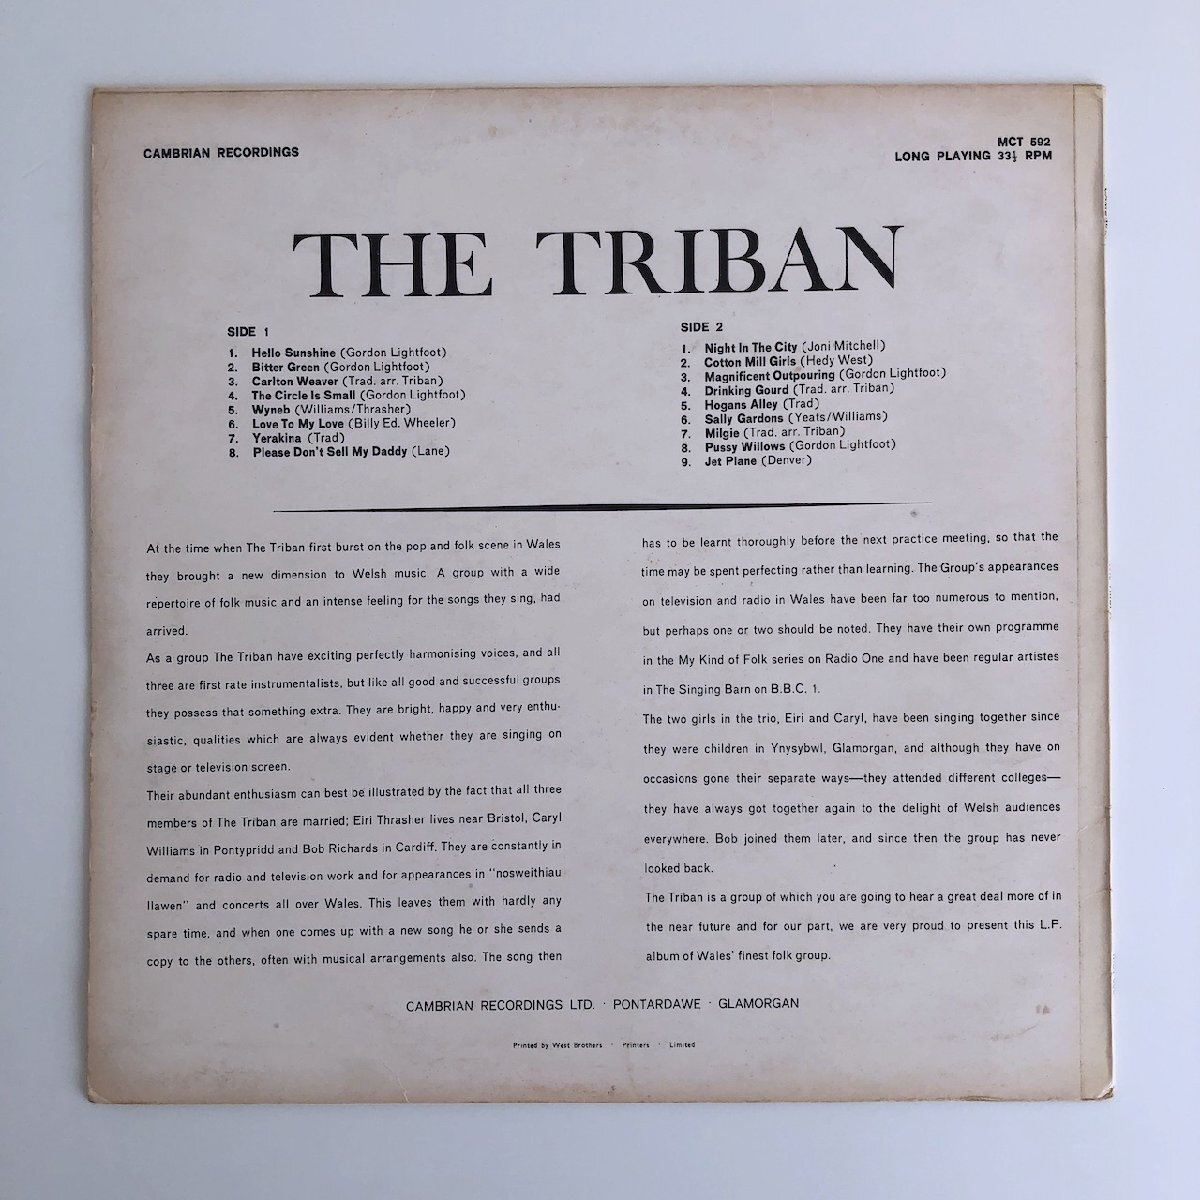 CAMBRIAN RECORDINGS
MCT 592
LONG PLAYING 33⅓ RPM
THE TRIBAN
SIDE 1
1. Hello Sunshine (Gordon Lightfoot)
2. Bitter Green (Gordon Lightfoot)
3. Carlton Weaver (Trad. arr. Triban)
4. The Circle Is Small (Gordon Lightfoot)
5. Wyneb (Williams/Thrasher)
6. Love To My Love (Billy Ed. Wheeler)
7. Yerakina (Trad)
8. Please Don't Sell My Daddy (Lane)
SIDE 2
1. Night In The City (Joni Mitchell)
2. Cotton Mill Girls (Hedy West)
3. Magnificent Outpouring (Gordon Lightfoot)
4. Drinking Gourd (Trad. arr. Triban)
5. Hogans Alley (Trad)
6. Sally Gardons (Yeats/Williams)
7. Milgie (Trad. arr. Triban)
8. Pussy Willows (Gordon Lightfoot)
9. Jet Plane (Denver)
At the time when The Triban first burst on the pop and folk scene in Wales
they brought a new dimension to Welsh music. A group with a wide
repertoire of folk music and an intense feeling for the songs they sing, had
arrived.
As a group The Triban have exciting perfectly harmonising voices, and all
three are first rate instrumentalists, but like all good and successful groups
they possess that something extra. They are bright, happy and very enthu-
siastic, qualities which are always evident whether they are singing on
stage or television screen.
Their abundant enthusiasm can best be illustrated by the fact that all three
members of The Triban are married; Eiri Thrasher lives near Bristol, Caryl
Williams in Pontypridd and Bob Richards in Cardiff. They are constantly in
demand for radio and television work and for appearances in "nosweithiau
llawen" and concerts all over Wales. This leaves them with hardly any
spare time, and when one comes up with a new song he or she sends a
copy to the others, often with musical arrangements also. The song then
has to be learnt thoroughly before the next practice meeting, so that the
time may be spent perfecting rather than learning. The Group's appearances
on television and radio in Wales have been far too numerous to mention,
but perhaps one or two should be noted. They have their own programme
in the My Kind of Folk series on Radio One and have been regular artistes
in The Singing Barn on B.B.C. 1.
The two girls in the trio, Eiri and Caryl, have been singing together since
they were children in Ynysybwl, Glamorgan, and although they have on
occasions gone their separate ways—they attended different colleges—
they have always got together again to the delight of Welsh audiences
everywhere. Bob joined them later, and since then the group has never
looked back.
The Triban is a group of which you are going to hear a great deal more of in
the near future and for our part, we are very proud to present this L.P.
album of Wales' finest folk group.
CAMBRIAN RECORDINGS LTD. · PONTARDAWE · GLAMORGAN
Printed by West Brothers · Printers · Limited